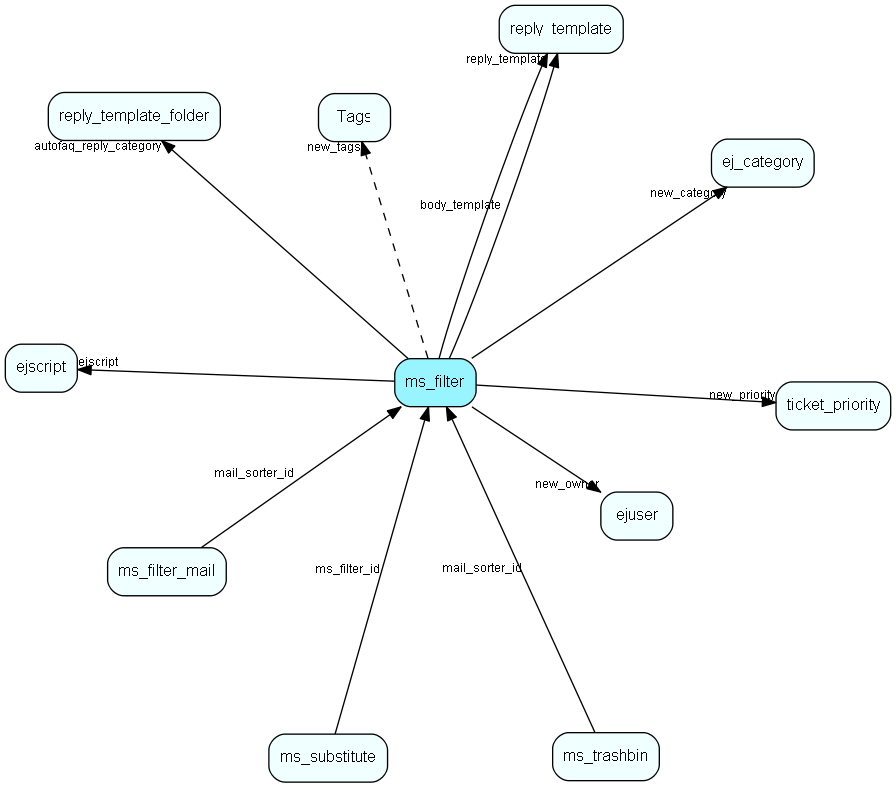 reply_template
reply_template
reply_template_folder
Tags
autofaq_reply_category
new_tags
ej_category
new_category
body_template
ejscript
ejscript
ms_filter
new_priority
ticket_priority
mail_sorter_id
new_owner
ejuser
ms_filter_mail
ms_filter_id
mail_sorter_id
ms_substitute
ms_trashbin